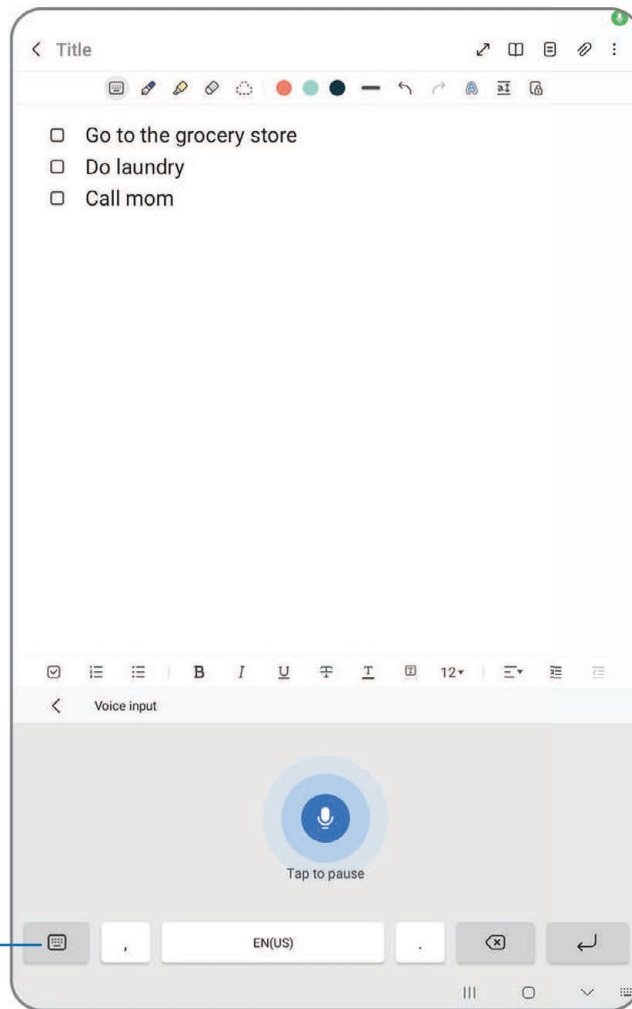 Title
Go to the grocery store
Do laundry
Call mom
B I U T T T 12
Voice input
Tap to pause
, EN(US) .